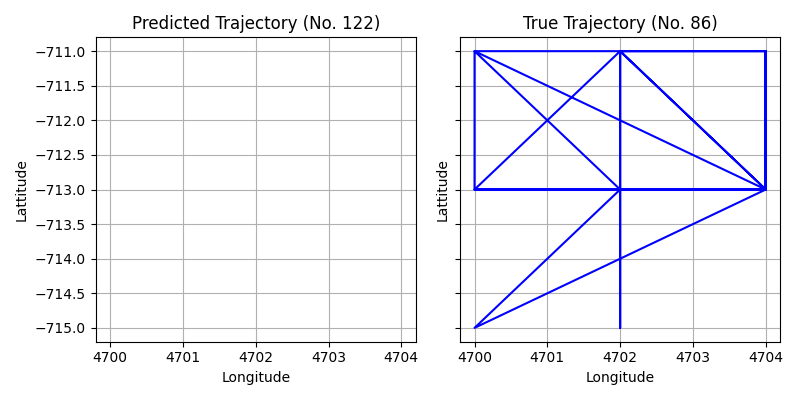 Predicted Trajectory (No. 122)
True Trajectory (No. 86)
Lattitude
−711.0
−711.5
−712.0
−712.5
−713.0
−713.5
−714.0
−714.5
−715.0
4700 4701 4702 4703 4704
Longitude
Lattitude
4700 4701 4702 4703 4704
Longitude